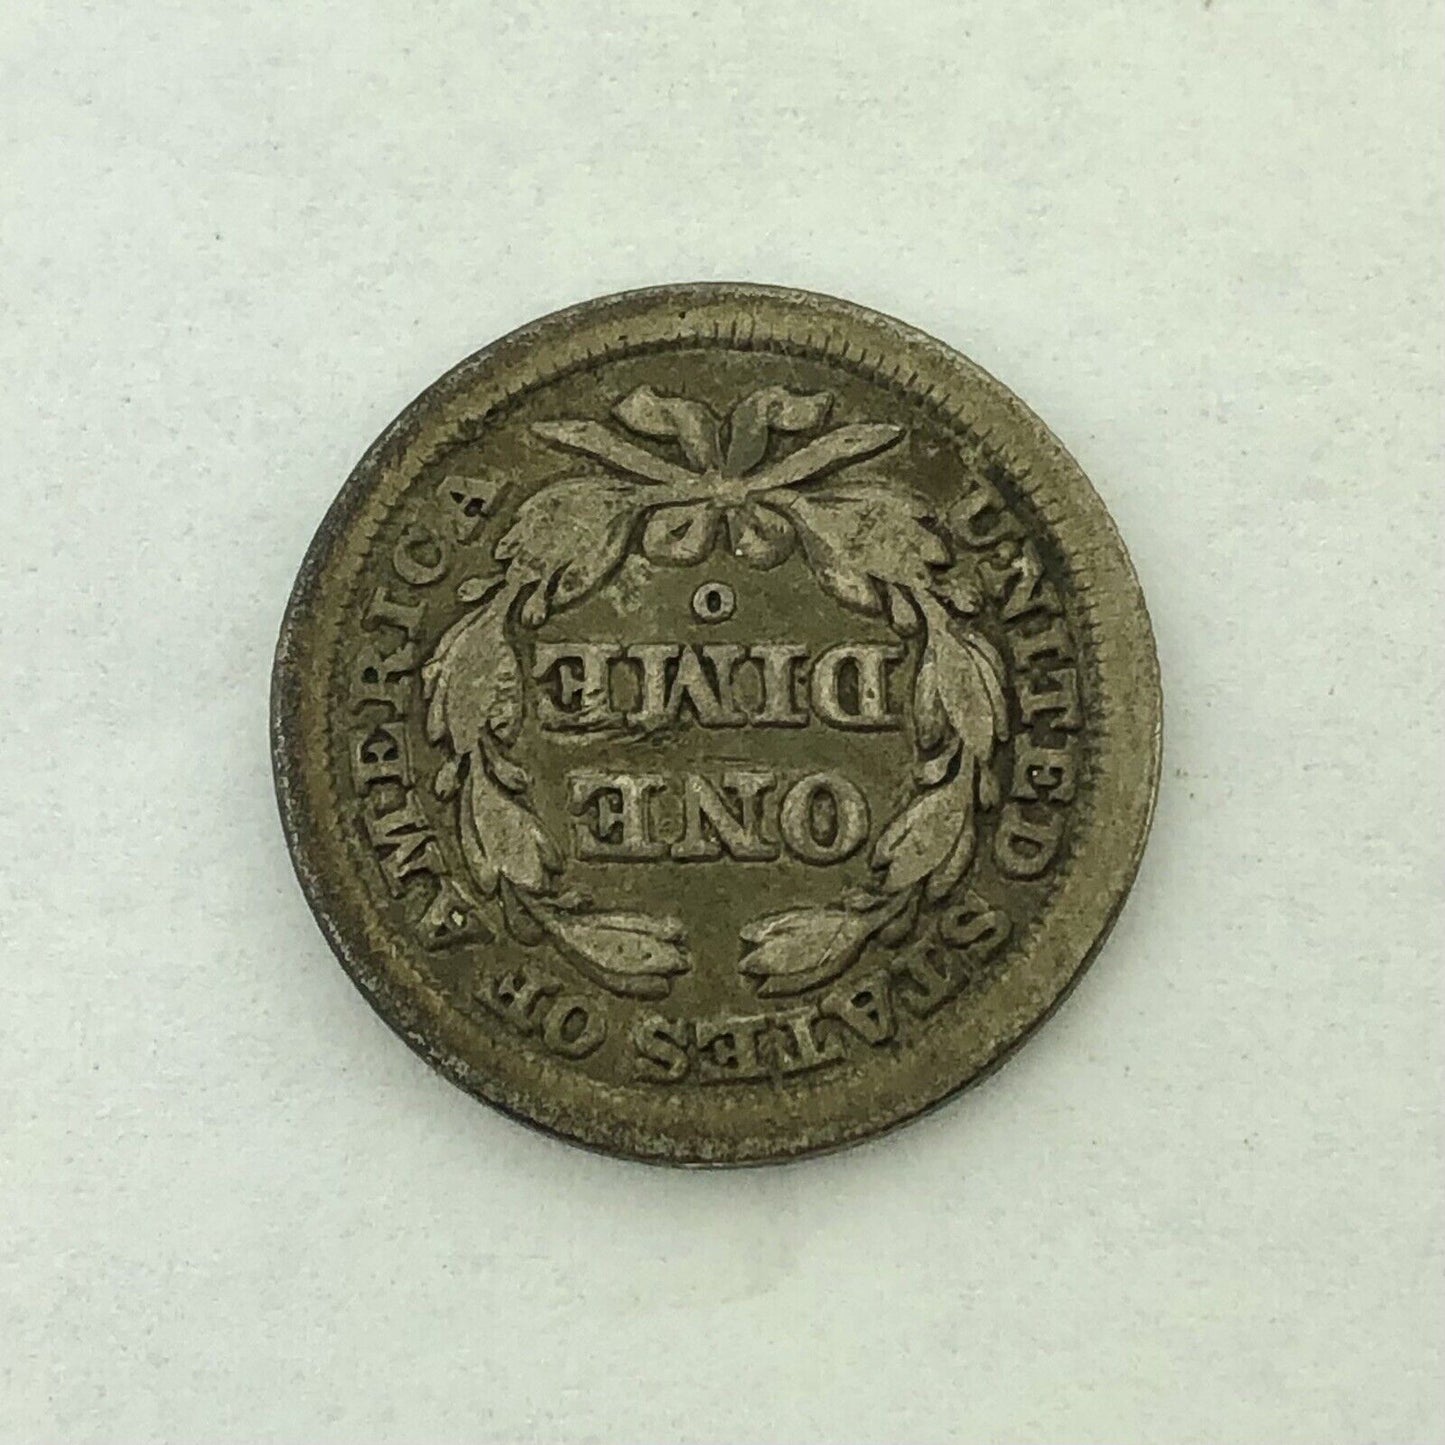 UNITED STATES OF AMERICA
ONE
DIME
O